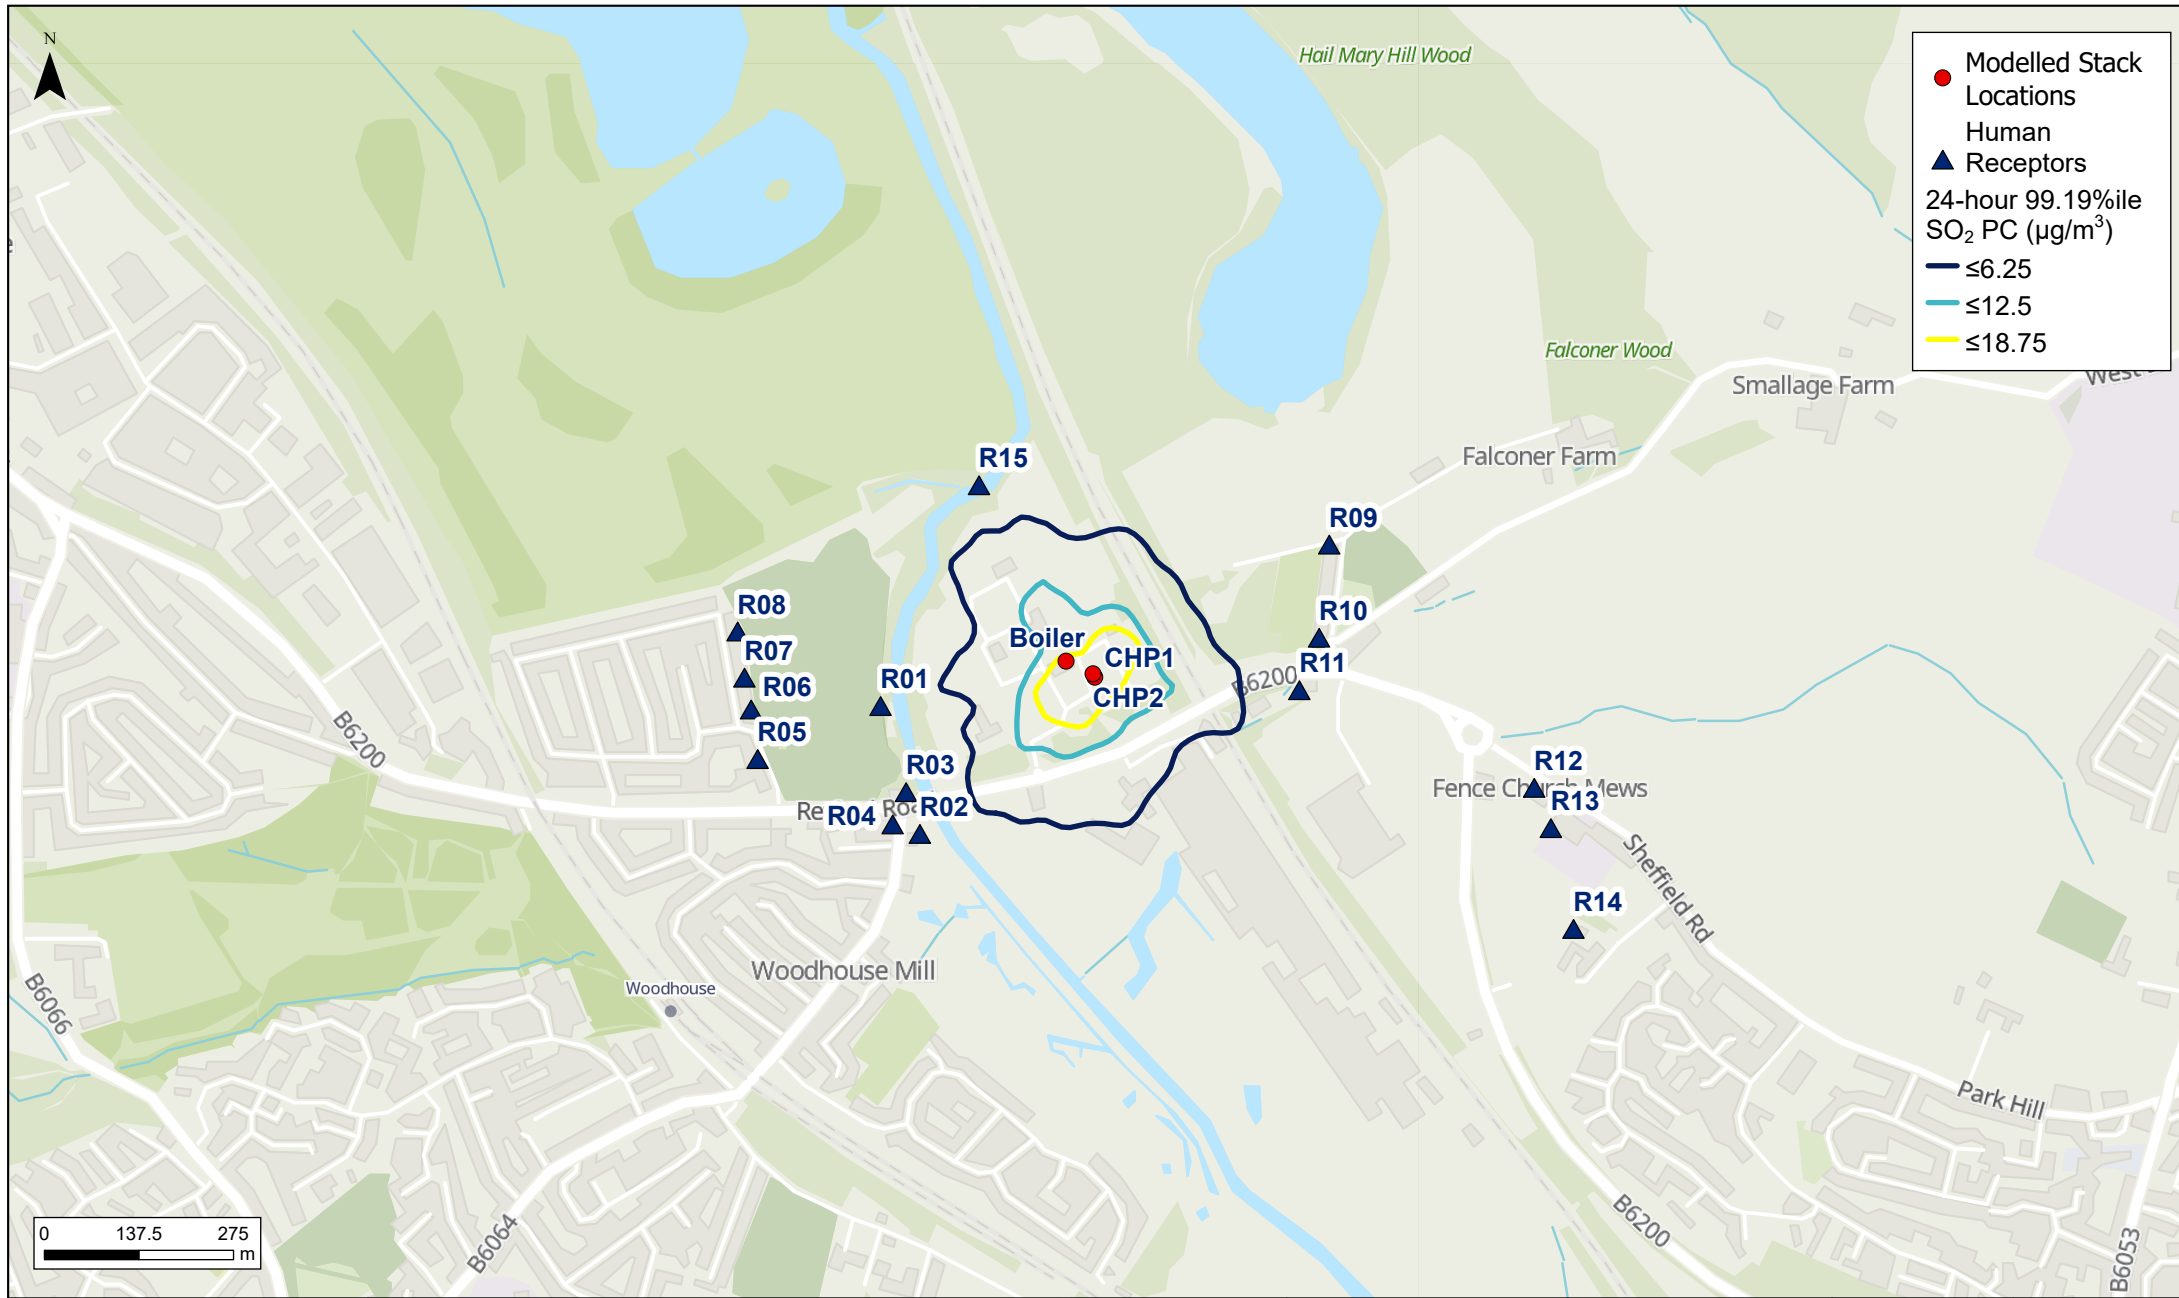 N
Hail Mary Hill Wood
Modelled Stack
Locations
Human
Receptors
24-hour 99.19%ile
SO₂ PC (µg/m³)
≤6.25
≤12.5
≤18.75
Falconer Wood
Smallage Farm
Falconer Farm
R15
R09
R08
R10
Boiler
R07
CHP1
R11
R06
R01
B6200
CHP2
R05
B6200
R03
R12
Fence Church Mews
R13
R04
R02
Sheffield Rd
R14
Woodhouse Mill
Woodhouse
B6066
Park Hill
B6064
B6200
B6053
0 137.5 275
m